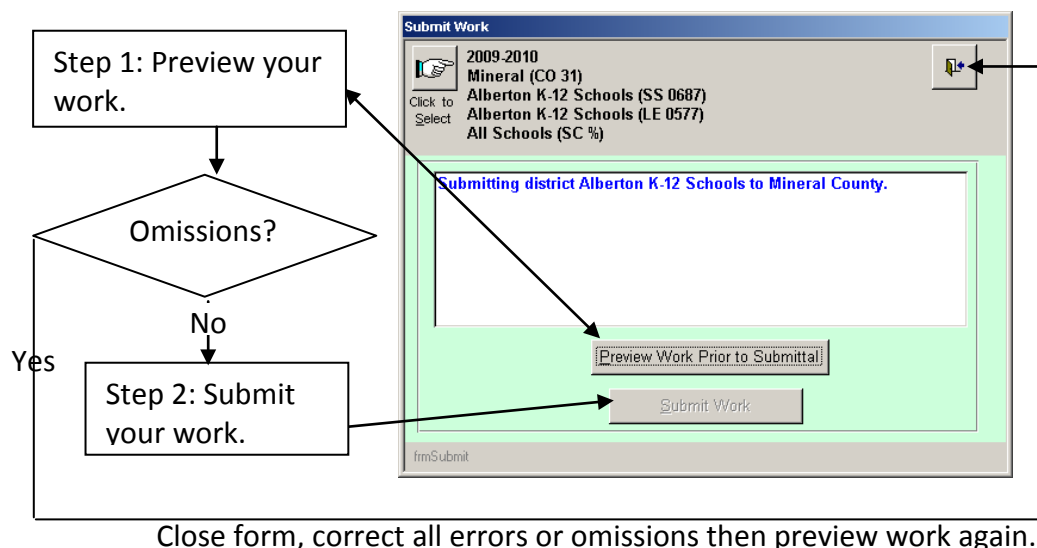 Step 1: Preview your
work.
Omissions?
No
Yes
Step 2: Submit
your work.
Submit Work
Click to
Select
2009-2010
Mineral (CO 31)
Alberton K-12 Schools (SS 0687)
Alberton K-12 Schools (LE 0577)
All Schools (SC %)
Submitting district Alberton K-12 Schools to Mineral County.
Preview Work Prior to Submittal
Submit Work
frmSubmit
Close form, correct all errors or omissions then preview work again.